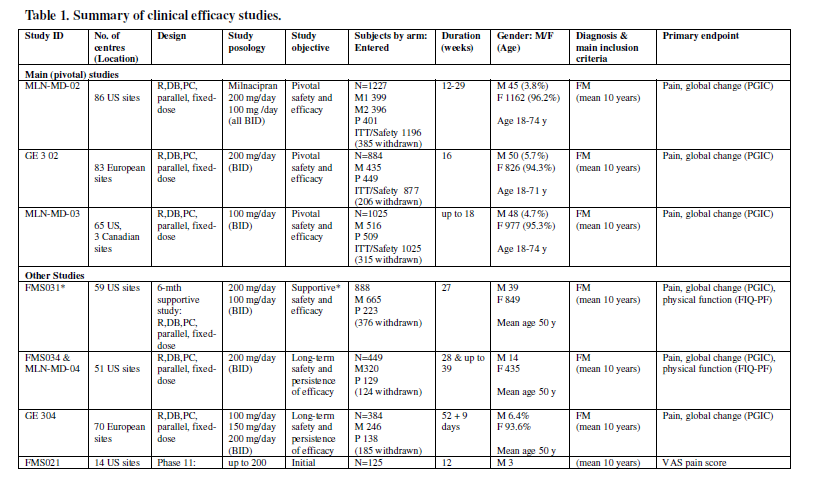 Table 1. Summary of clinical efficacy studies.
Study ID
No. of
centres
(Location)
Design
Study
posology
Study
objective
Subjects by arm:
Entered
Duration
(weeks)
Gender: M/F
(Age)
Diagnosis &
main inclusion
criteria
Primary endpoint
Main (pivotal) studies
MLN-MD-02
86 US sites
R,DB,PC,
parallel, fixed-
dose
Milnacipran
200 mg/day
100 mg /day
(all BID)
Pivotal
safety and
efficacy
N=1227
M1 399
M2 396
P 401
ITT/Safety 1196
(385 withdrawn)
12-29
M 45 (3.8%)
F 1162 (96.2%)
Age 18-74 y
FM
(mean 10 years)
Pain, global change (PGIC)
GE 3 02
83 European
sites
R,DB,PC,
parallel, fixed-
dose
200 mg/day
(BID)
Pivotal
safety and
efficacy
N=884
M 435
P 449
ITT/Safety 877
(206 withdrawn)
16
M 50 (5.7%)
F 826 (94.3%)
Age 18-71 y
FM
(mean 10 years)
Pain, global change (PGIC)
MLN-MD-03
65 US,
3 Canadian
sites
R,DB,PC,
parallel, fixed-
dose
100 mg/day
(BID)
Pivotal
safety and
efficacy
N=1025
M 516
P 509
ITT/Safety 1025
(315 withdrawn)
up to 18
M 48 (4.7%)
F 977 (95.3%)
Age 18-74 y
FM
(mean 10 years)
Pain, global change (PGIC)
Other Studies
FMS031*
59 US sites
6-mth
supportive
study:
R,DB,PC,
parallel, fixed-
dose
200 mg/day
100 mg/day
(BID)
Supportive*
safety and
efficacy
888
M 665
P 223
(376 withdrawn)
27
M 39
F 849
Mean age 50 y
FM
(mean 10 years)
Pain, global change (PGIC),
physical function (FIQ-PF)
FMS034 &
MLN-MD-04
51 US sites
R,DB,PC,
parallel, fixed-
dose
200 mg/day
(BID)
Long-term
safety and
persistence
of efficacy
N=449
M320
P 129
(124 withdrawn)
28 & up to
39
M 14
F 435
Mean age 50 y
FM
(mean 10 years)
Pain, global change (PGIC),
physical function (FIQ-PF)
GE 304
70 European
sites
R,DB,PC,
parallel, fixed-
dose
100 mg/day
150 mg/day
200 mg/day
(BID)
Long-term
safety and
persistence
of efficacy
N=384
M 246
P 138
(185 withdrawn)
52 + 9
days
M 6.4%
F 93.6%
Mean age 50 y
FM
(mean 10 years)
Pain, global change (PGIC)
FMS021
14 US sites
Phase 11:
up to 200
Initial
N=125
12
M 3
(mean 10 years)
VAS pain score